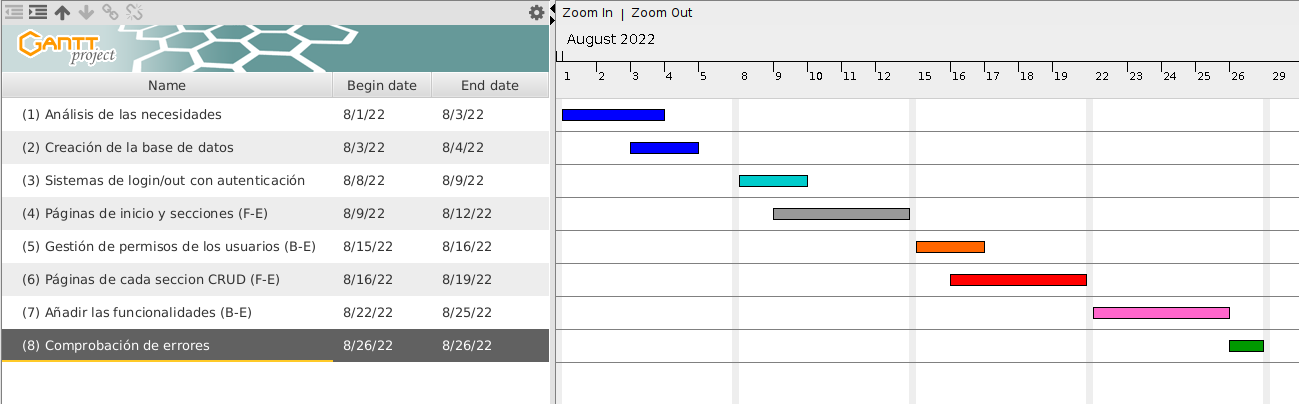 Zoom In | Zoom Out
GANTT
project
August 2022
1 2 3 4 5 8 9 10 11 12 15 16 17 18 19 22 23 24 25 26 29
Name Begin date End date
(1) Análisis de las necesidades 8/1/22 8/3/22
(2) Creación de la base de datos 8/3/22 8/4/22
(3) Sistemas de login/out con autenticación 8/8/22 8/9/22
(4) Páginas de inicio y secciones (F-E) 8/9/22 8/12/22
(5) Gestión de permisos de los usuarios (B-E) 8/15/22 8/16/22
(6) Páginas de cada seccion CRUD (F-E) 8/16/22 8/19/22
(7) Añadir las funcionalidades (B-E) 8/22/22 8/25/22
(8) Comprobación de errores 8/26/22 8/26/22